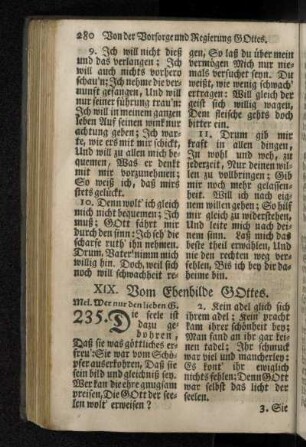 280 Von der Vorsorge und Regierung GOttes.
9. Ich will nicht dieß
und das verlangen; Ich
will auch nichts vorhero
schau'n; Ich nehme die ver-
nunft gefangen, Und will
nur seiner führung trau'n:
Ich will in meinem ganzen
leben Auf seinen wink nur
achtung geben; Ich war-
te, wie ers mit mir schickt,
Und will zu allen mich be-
quemen, Was er denkt
mit mir vorzunehmen;
So weiß ich, daß mirs
stets gelückt.
10. Denn wolt' ich gleich
mich nicht bequemen; Ich
muß; GOtt fährt mir
durch den sinn; Ich seh die
scharfe ruth' ihn nehmen.
Drum, Vater! nimm mich
willig hin. Doch, weil sich
noch will schwachheit re-
gen, So laß du über mein
vermögen Mich nur nie-
mals versuchet seyn. Du
weißt, wie wenig schwach'
ertragen; Will gleich der
geist sich willig wagen,
Dem fleische gehts doch
bitter ein.
11. Drum gib mir
kraft in allen dingen,
In wohl und weh, zu
iederzeit, Nur deinen wil-
len zu vollbringen; Gib
mir noch mehr gelassen-
heit. Will ich nach eig-
nem willen gehen; So hilf
mir gleich zu widerstehen,
Und leite mich nach dei-
nem sinn. Laß mich das
beste theil erwehlen, Und
nie den rechten weg ver-
fehlen, Bis ich bey dir da-
heime bin.
XIX. Vom Ebenbilde GOttes.
Mel. Wer nur den lieben G.
235. Die seele ist
dazu ge-
bohren,
Daß sie was göttliches er-
freu: Sie war vom Schö-
pfer auserkohren, Daß sie
sein bild und gleichniß sey.
Wer kan die ehre gnugsam
preisen, Die GOtt der see-
len wolt' erweisen?
2. Kein adel glich sich
ihrem adel; Kein pracht
kam ihrer schönheit bey;
Man fand an ihr gar kei-
nen tadel; Ihr schmuck
war viel und mancherley:
Es kont' ihr ewiglich
nichts fehlen: Denn GOtt
war selbst das licht der
seelen.
3. Sie